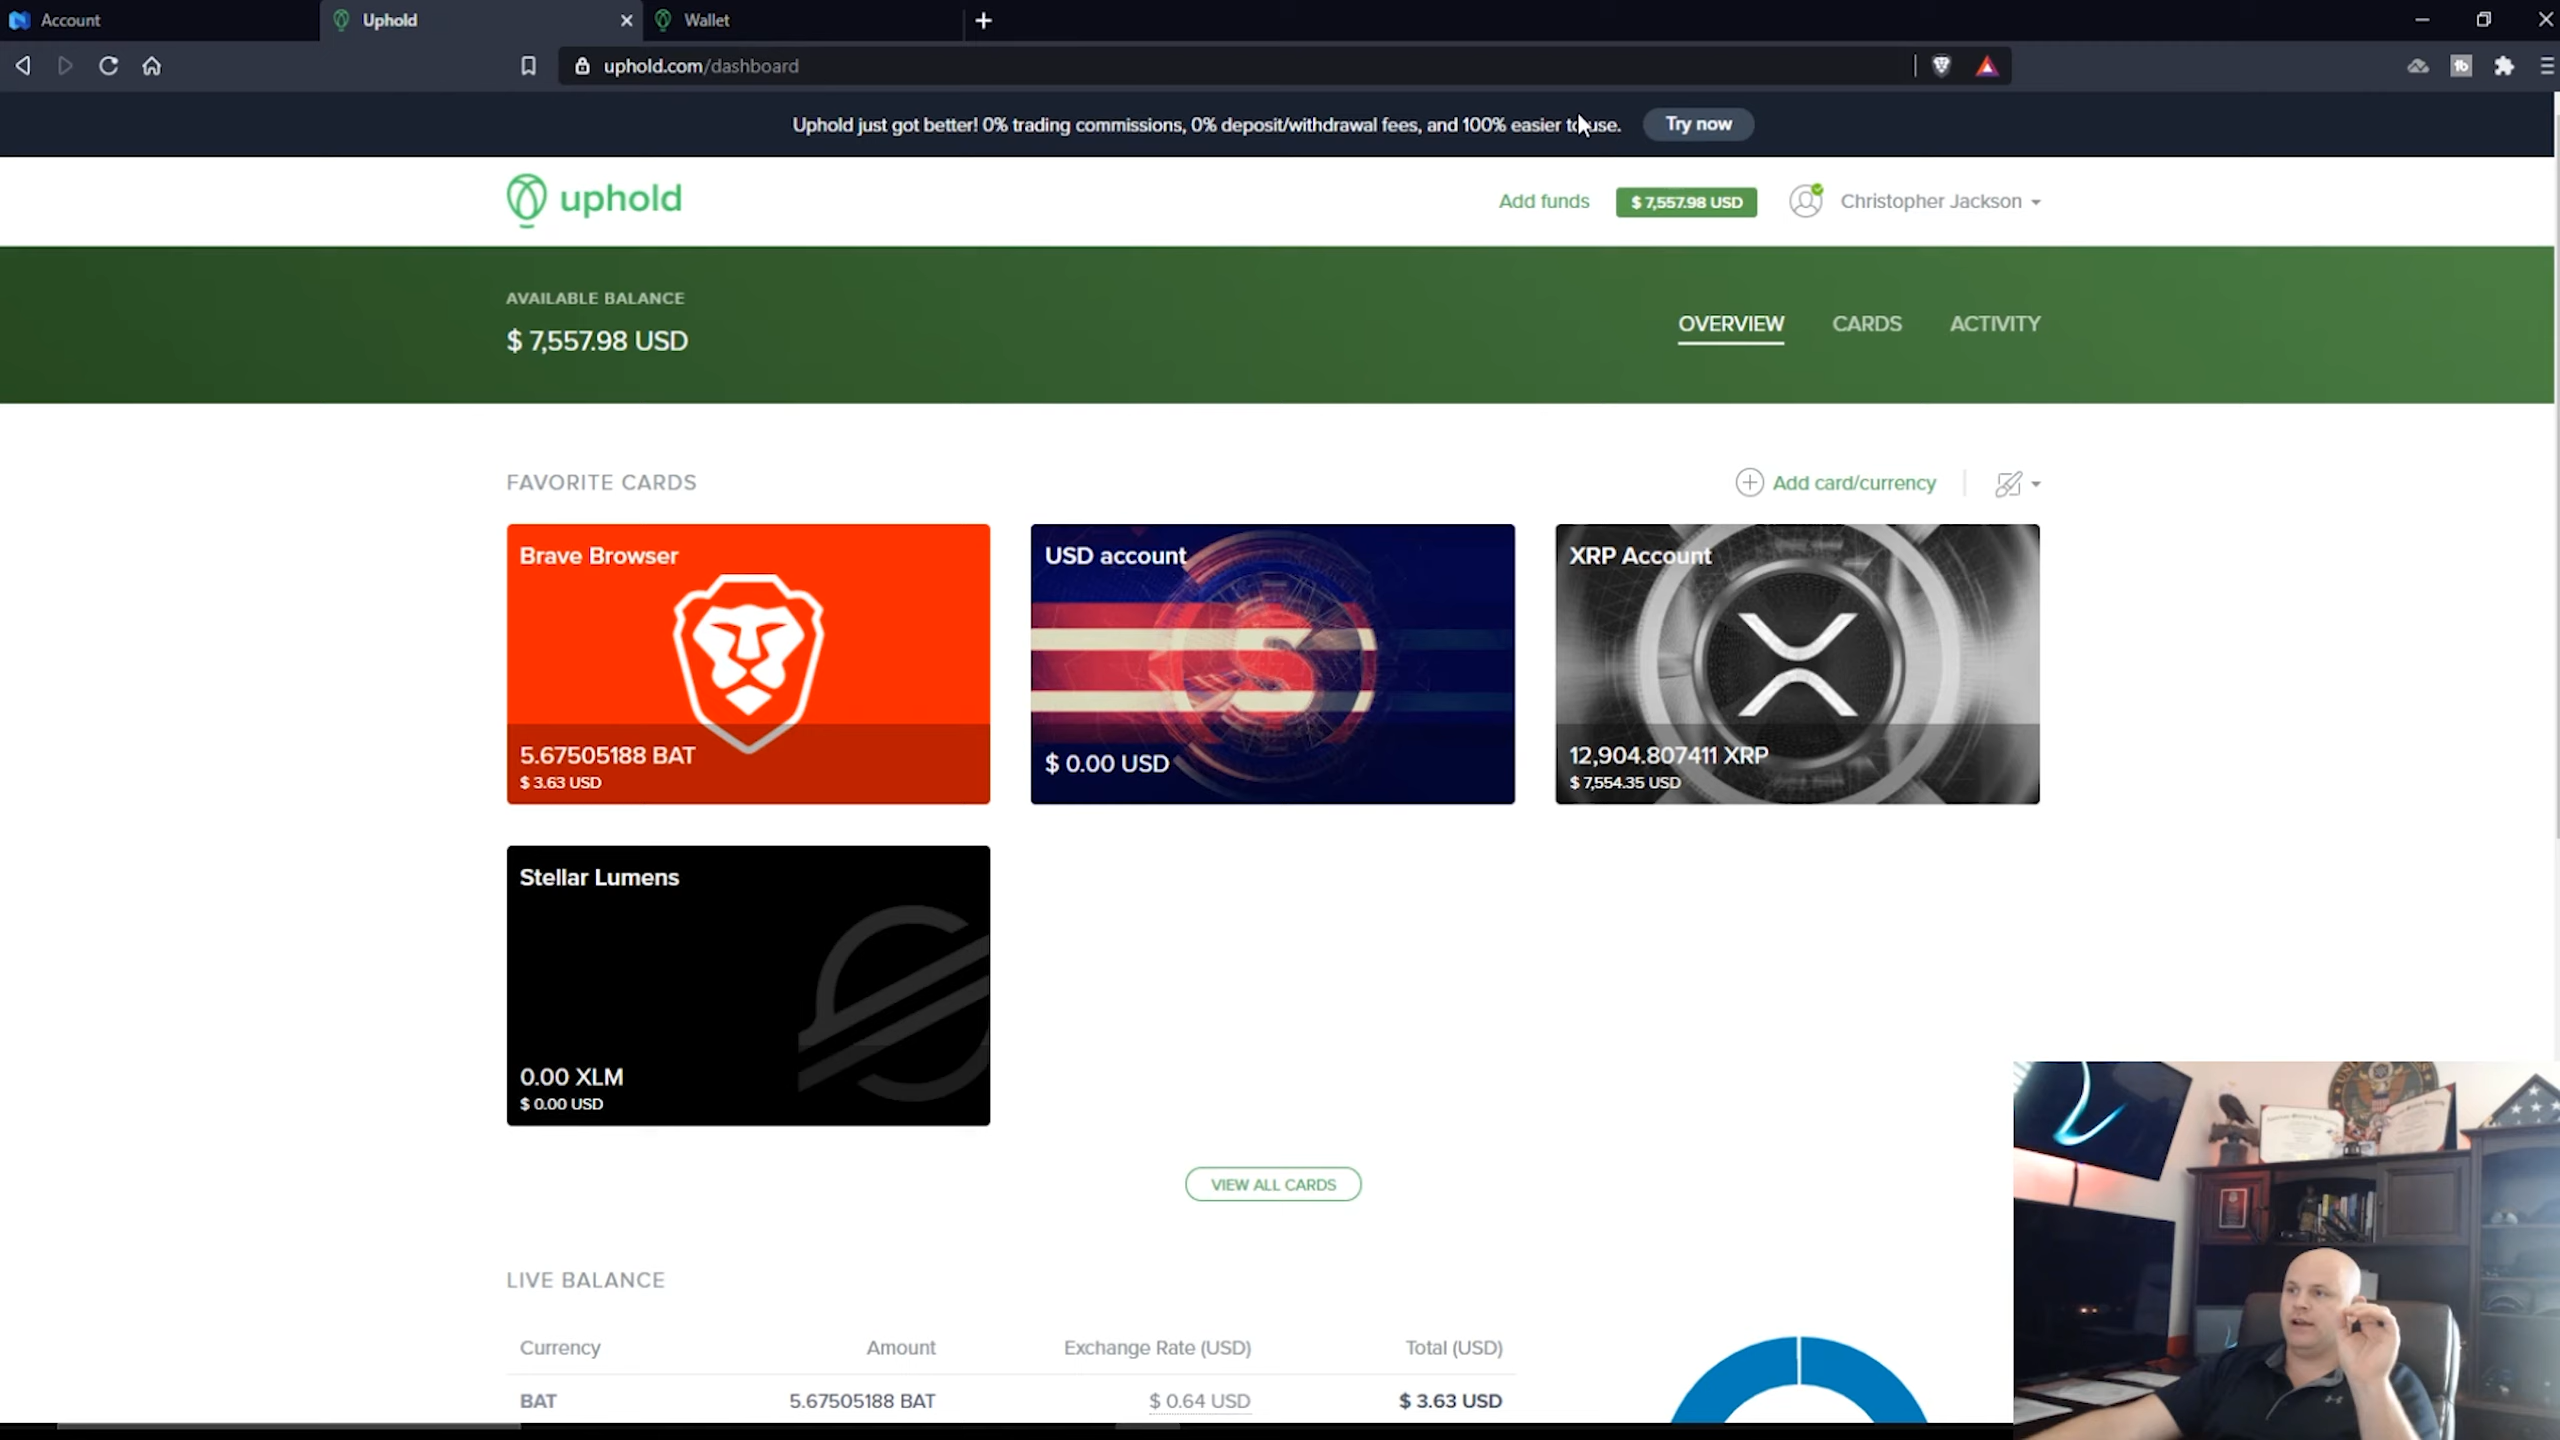 Account
Uphold
Wallet
uphold.com/dashboard
Uphold just got better! 0% trading commissions, 0% deposit/withdrawal fees, and 100% easier to use.
Try now
uphold
Add funds
$ 7,557.98 USD
Christopher Jackson
AVAILABLE BALANCE
$ 7,557.98 USD
OVERVIEW
CARDS
ACTIVITY
FAVORITE CARDS
Add card/currency
Brave Browser
5.67505188 BAT
$ 3.63 USD
USD account
$ 0.00 USD
XRP Account
12,904.807411 XRP
$ 7,554.35 USD
Stellar Lumens
0.00 XLM
$ 0.00 USD
VIEW ALL CARDS
LIVE BALANCE
Currency Amount Exchange Rate (USD) Total (USD)
BAT 5.67505188 BAT $ 0.64 USD $ 3.63 USD